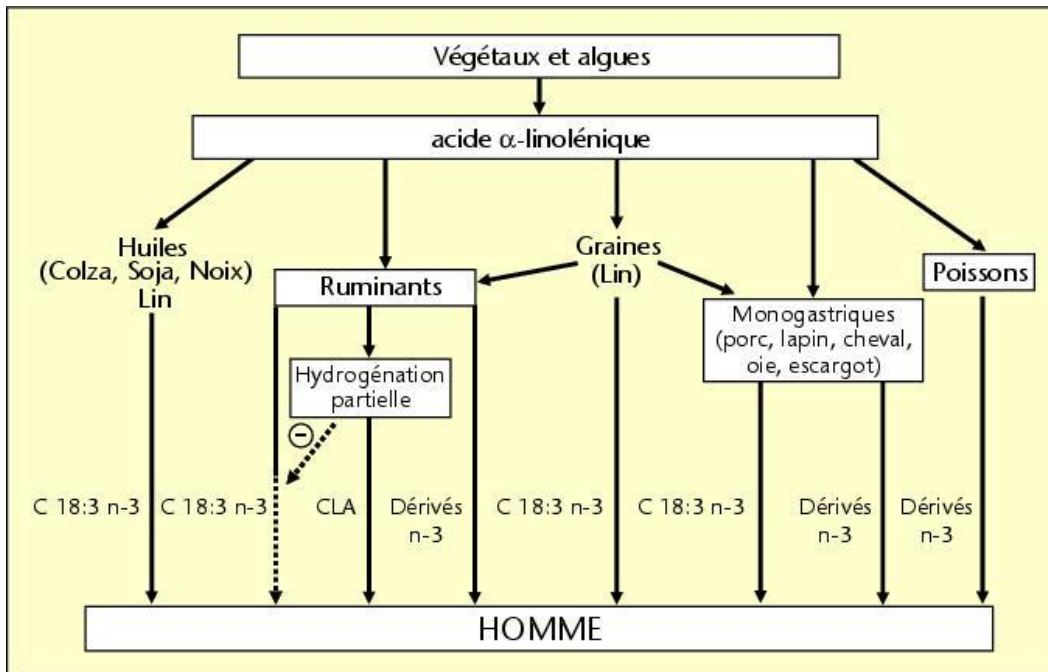 Végétaux et algues
acide α-linolénique
Huiles
(Colza, Soja, Noix)
Lin
Ruminants
Graines
(Lin)
Poissons
Monogastriques
(porc, lapin, cheval,
oie, escargot)
Hydrogénation
partielle
−
C 18:3 n-3
C 18:3 n-3
CLA
Dérivés
n-3
C 18:3 n-3
C 18:3 n-3
Dérivés
n-3
Dérivés
n-3
HOMME